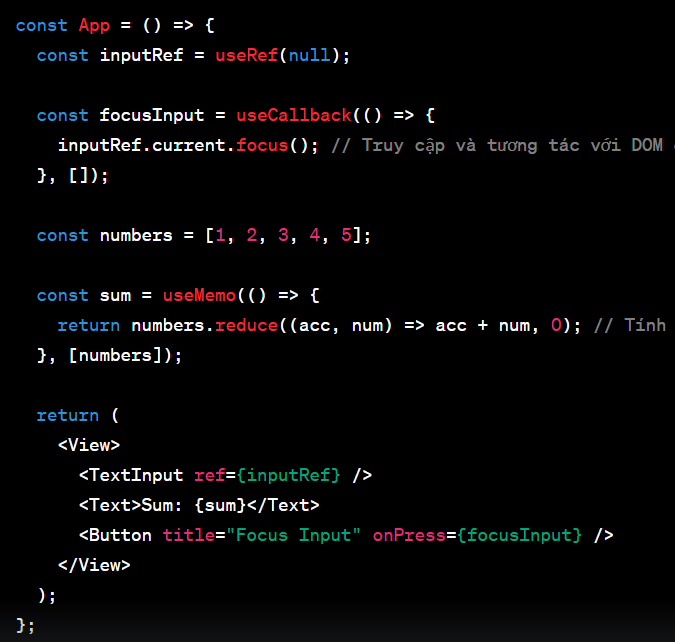 const App = () => {
const inputRef = useRef(null);
const focusInput = useCallback(() => {
inputRef.current.focus(); // Truy cập và tương tác với DOM
}, []);
const numbers = [1, 2, 3, 4, 5];
const sum = useMemo(() => {
return numbers.reduce((acc, num) => acc + num, 0); // Tính
}, [numbers]);
return (
<View>
<TextInput ref={inputRef} />
<Text>Sum: {sum}</Text>
<Button title="Focus Input" onPress={focusInput} />
</View>
);
};